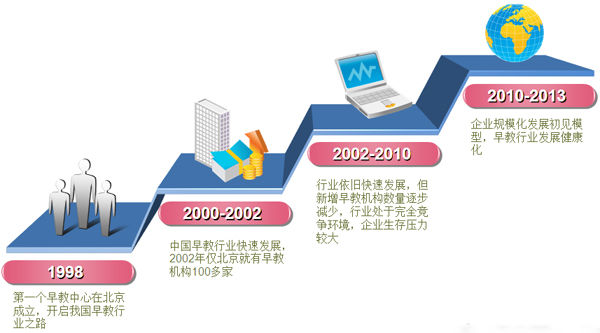 1998
第一个早教中心在北京
成立，开启我国早教行
业之路
2000-2002
中国早教行业快速发展，
2002年仅北京就有早教
机构100多家
2002-2010
行业依旧快速发展，但
新增早教机构数量逐步
减少，行业处于完全竞
争环境，企业生存压力
较大
2010-2013
企业规模化发展初见模
型，早教行业发展健康
化